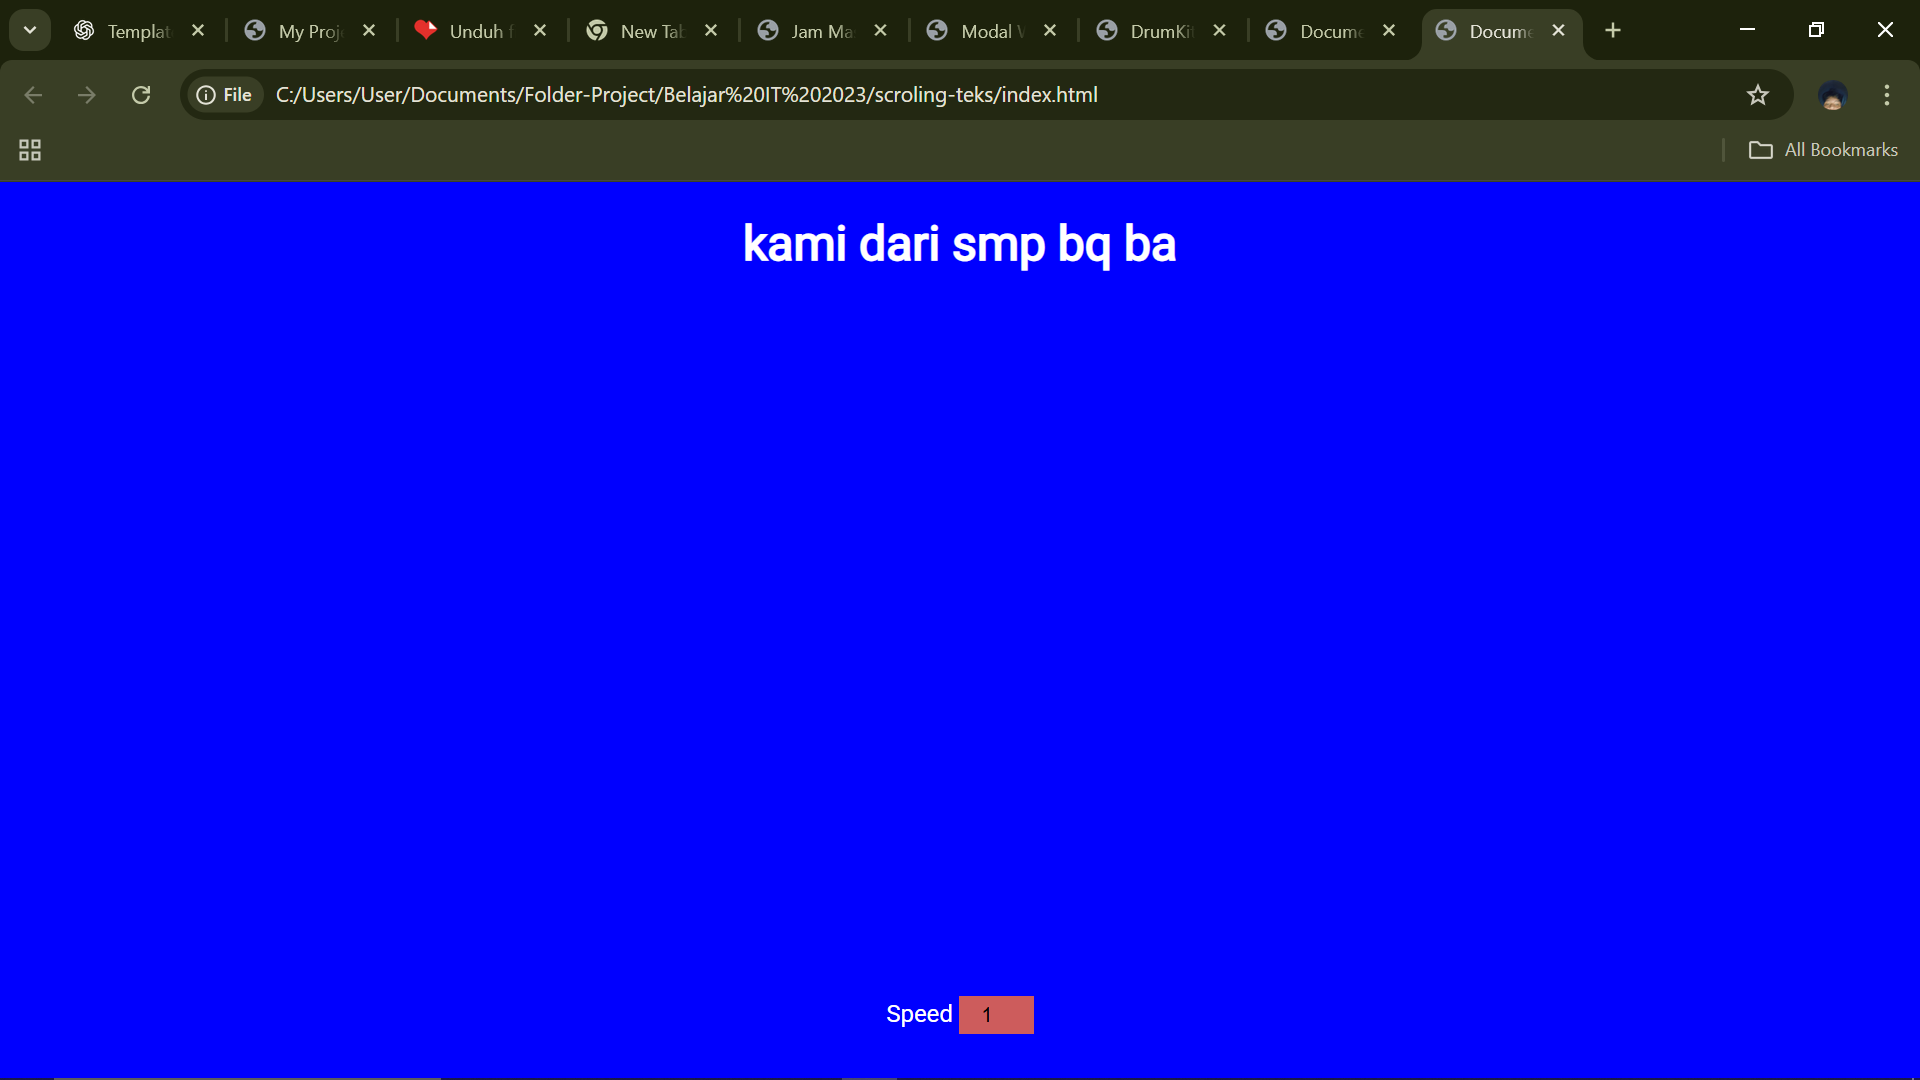 Templat
My Proj
Unduh f
New Tab
Jam Ma
Modal
DrumKit
Docume
Docume
File
C:/Users/User/Documents/Folder-Project/Belajar%20IT%202023/scroling-teks/index.html
All Bookmarks
kami dari smp bq ba
Speed 1